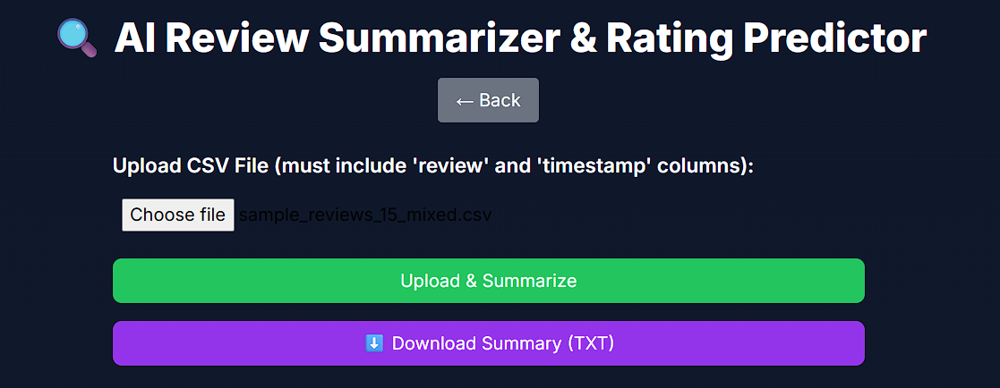 AI Review Summarizer & Rating Predictor
← Back
Upload CSV File (must include 'review' and 'timestamp' columns):
Choose file sample_reviews_15_mixed.csv
Upload & Summarize
⬇️ Download Summary (TXT)